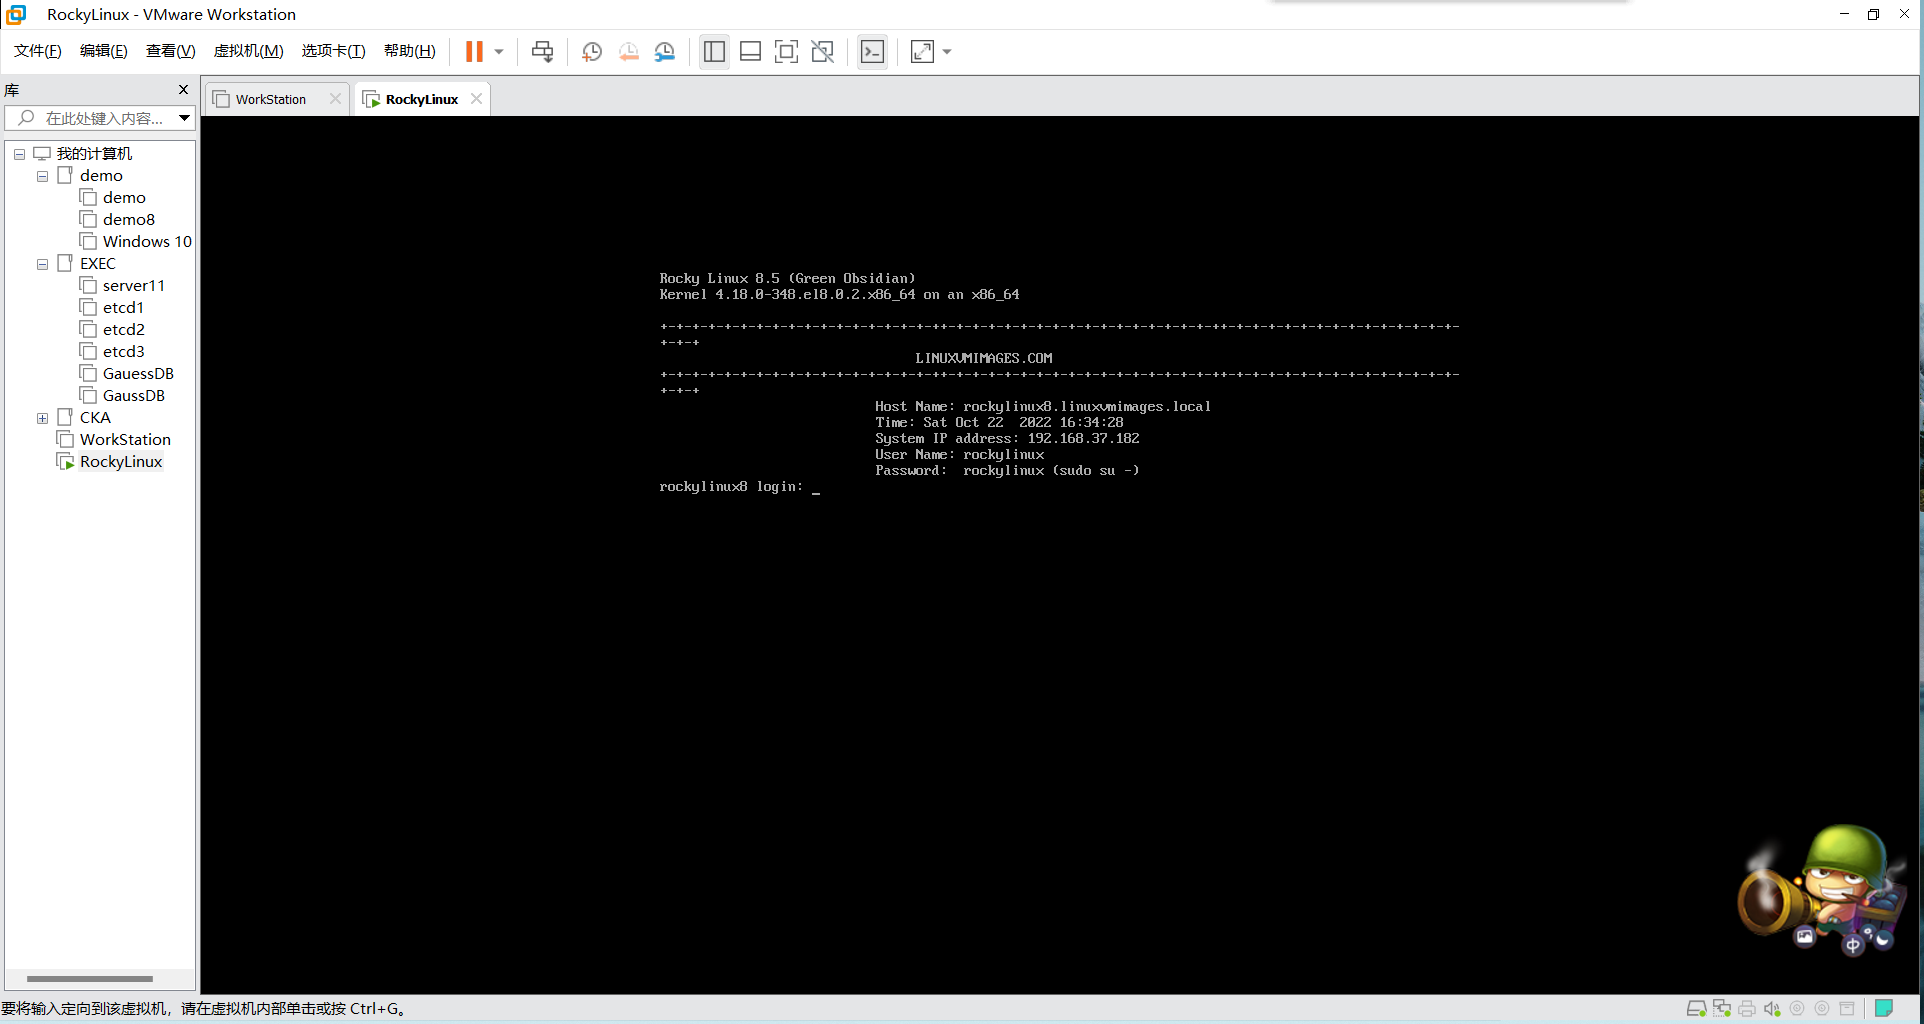 RockyLinux - VMware Workstation
文件(F) 编辑(E) 查看(V) 虚拟机(M) 选项卡(T) 帮助(H)
库
在此处键入内容...
我的计算机
demo
demo
demo8
Windows 10
EXEC
server11
etcd1
etcd2
etcd3
GauessDB
GaussDB
CKA
WorkStation
RockyLinux
WorkStation RockyLinux
Rocky Linux 8.5 (Green Obsidian)
Kernel 4.18.0-348.el8.0.2.x86_64 on an x86_64
+-+-+-+-+-+-+-+-+-+-+-+-+-+-+-+-+-++-+-+-+-+-+-+-+-+-+-+-+-+-+-+-++-+-+-+-+-+-+-+-+-+-+-+-+-+-+-+-
+-+-+
LINUXVMIMAGES.COM
+-+-+-+-+-+-+-+-+-+-+-+-+-+-+-+-+-++-+-+-+-+-+-+-+-+-+-+-+-+-+-+-++-+-+-+-+-+-+-+-+-+-+-+-+-+-+-+-
+-+-+
Host Name: rockylinux8.linuxvmimages.local
Time: Sat Oct 22 2022 16:34:28
System IP address: 192.168.37.182
User Name: rockylinux
Password: rockylinux (sudo su -)
rockylinux8 login: _
中
要将输入定向到该虚拟机，请在虚拟机内部单击或按 Ctrl+G。